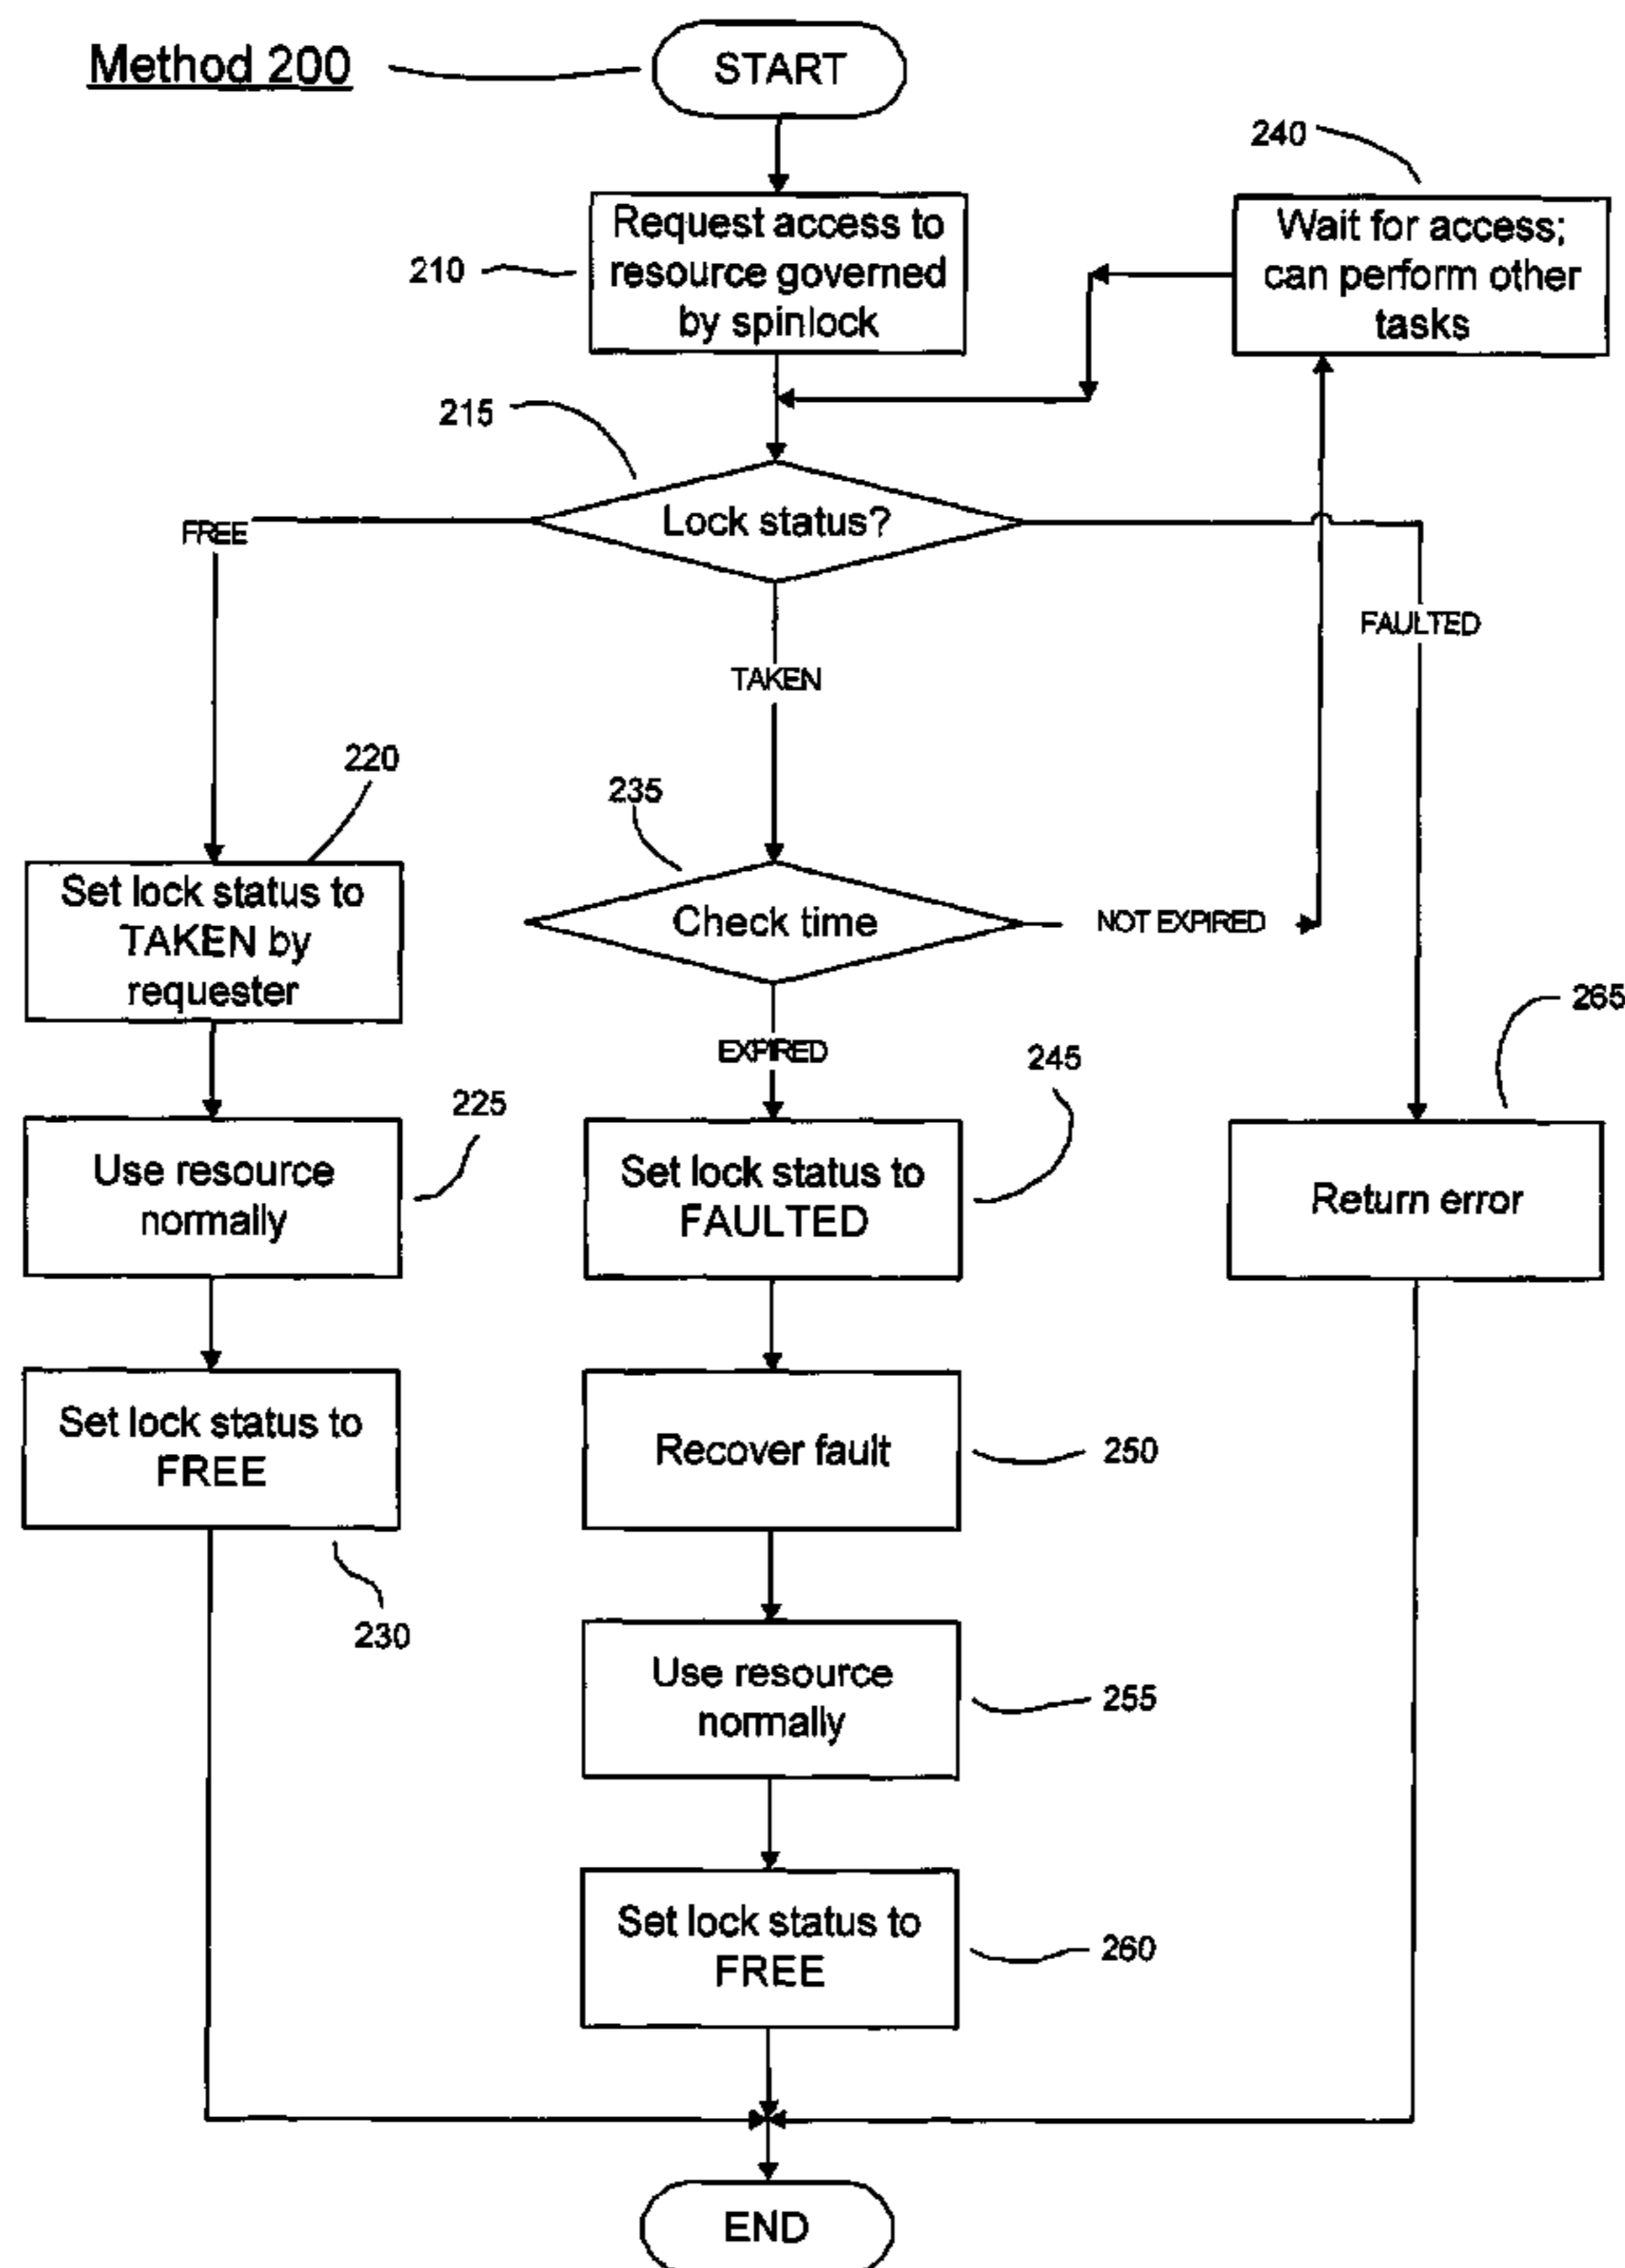 Method 200
START
240
Request access to
resource governed
by spinlock
210
Wait for access;
can perform other
tasks
215
Lock status?
FREE
FAULTED
TAKEN
220
235
Set lock status to
TAKEN by
requester
Check time
NOT EXPIRED
265
EXPIRED
245
225
Use resource
normally
Set lock status to
FAULTED
Return error
Set lock status to
FREE
Recover fault
250
230
Use resource
normally
255
Set lock status to
FREE
260
END